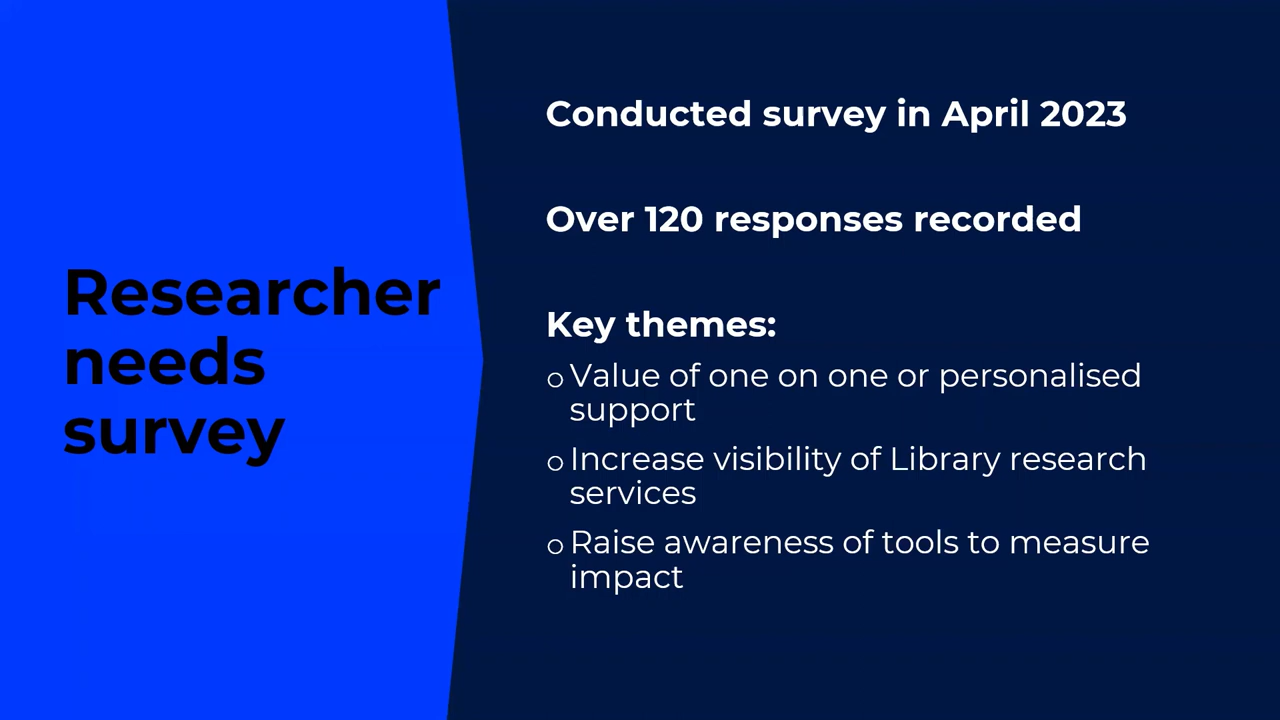 Researcher
needs
survey
Conducted survey in April 2023
Over 120 responses recorded
Key themes:
o Value of one on one or personalised
support
o Increase visibility of Library research
services
o Raise awareness of tools to measure
impact